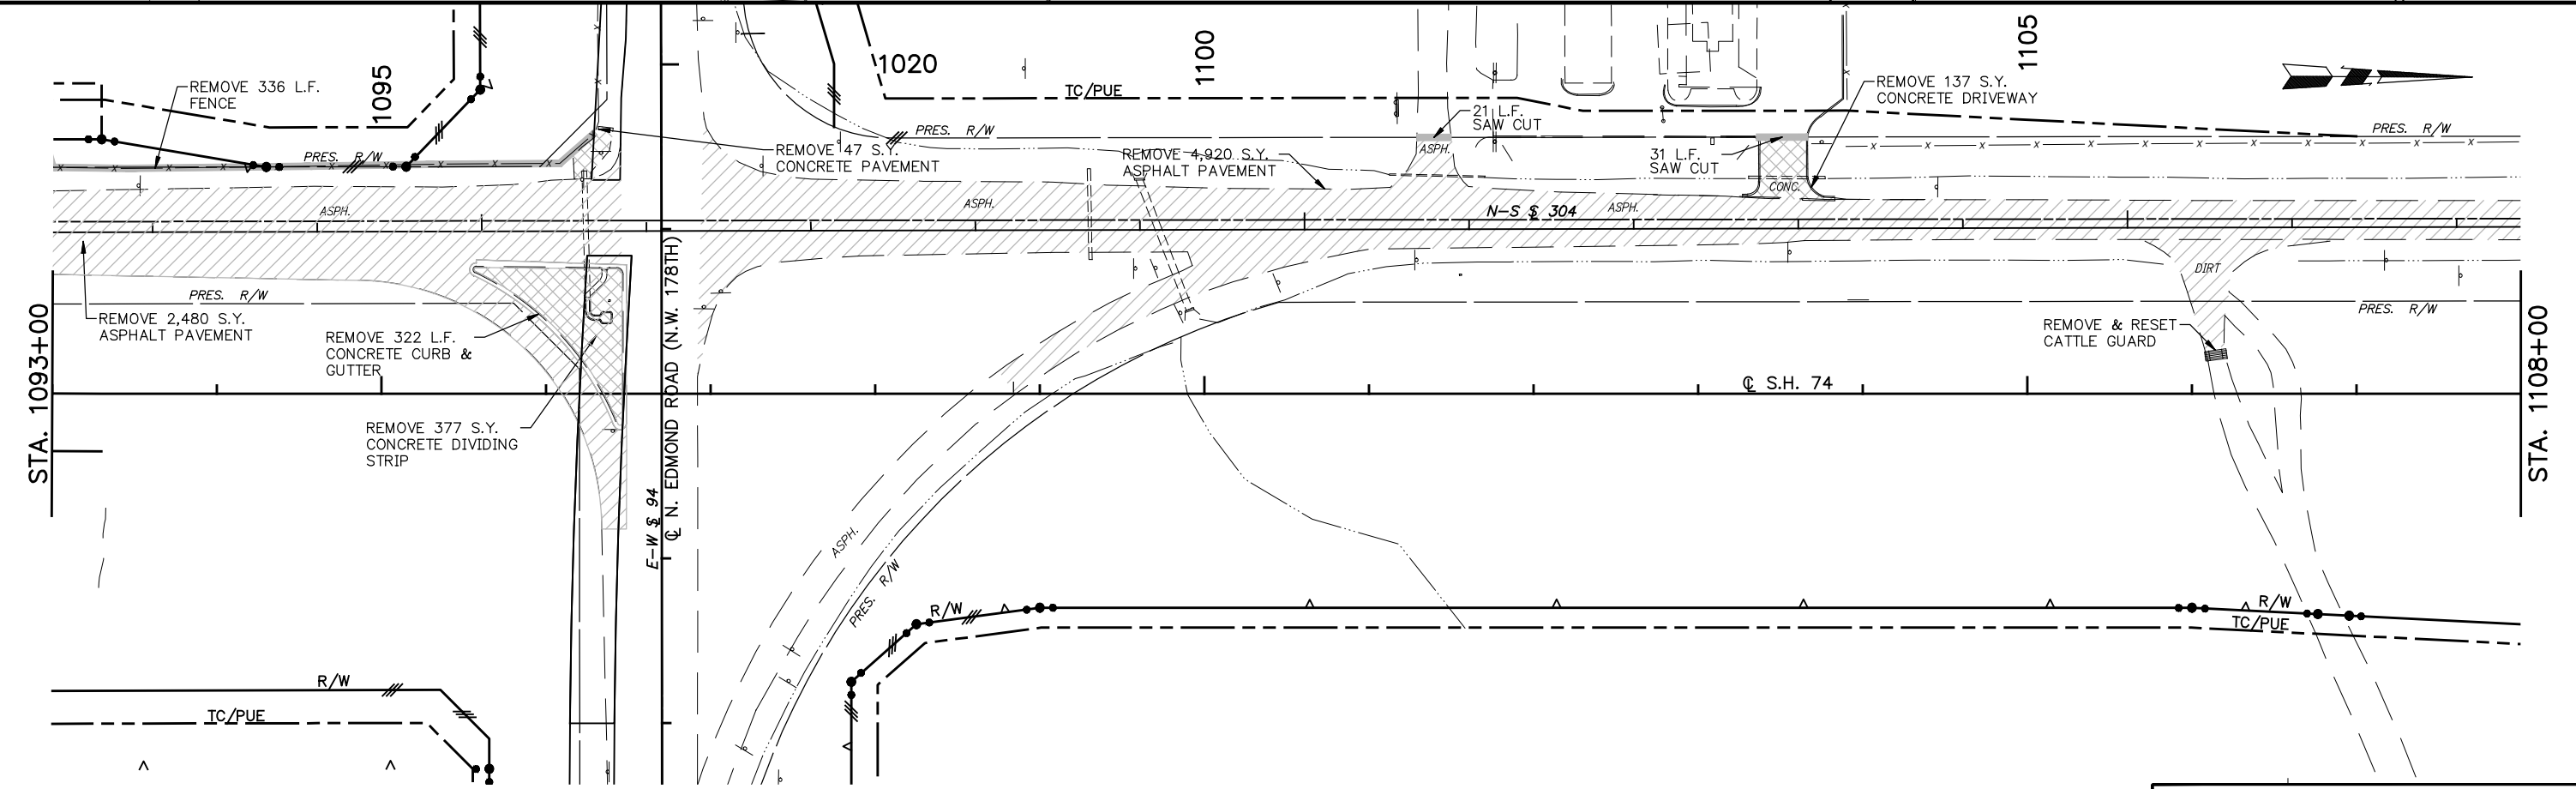 REMOVE 336 L.F.
FENCE
1095
1020
1100
1105
TC/PUE
REMOVE 137 S.Y.
CONCRETE DRIVEWAY
21 L.F.
SAW CUT
PRES. R/W
PRES. R/W
PRES. R/W
REMOVE 47 S.Y.
CONCRETE PAVEMENT
REMOVE 4,920 S.Y.
ASPHALT PAVEMENT
ASPH.
31 L.F.
SAW CUT
CONC.
ASPH.
ASPH.
N-S ℄ 304
ASPH.
DIRT
PRES. R/W
PRES. R/W
REMOVE 2,480 S.Y.
ASPHALT PAVEMENT
REMOVE 322 L.F.
CONCRETE CURB &
GUTTER
REMOVE & RESET
CATTLE GUARD
STA. 1093+00
STA. 1108+00
℄ S.H. 74
REMOVE 377 S.Y.
CONCRETE DIVIDING
STRIP
E-W ℄ 94
℄ N. EDMOND ROAD (N.W. 178TH)
ASPH.
PRES. R/W
R/W
R/W
TC/PUE
R/W
TC/PUE